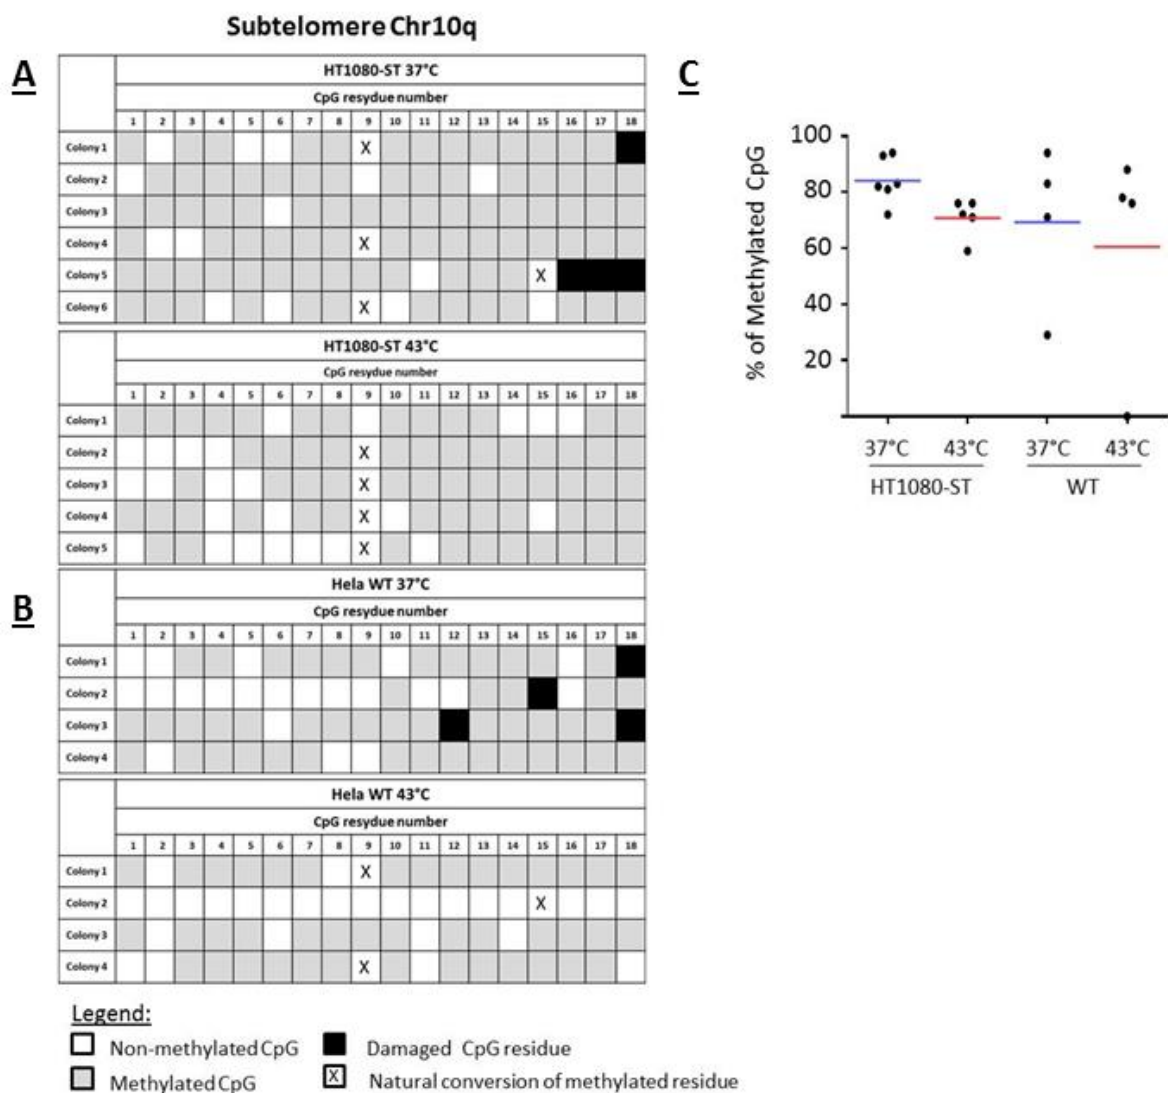 Subtelomere Chr10q
A
HT1080-ST 37°C
CpG resydue number
1 2 3 4 5 6 7 8 9 10 11 12 13 14 15 16 17 18
Colony 1 X
Colony 2
Colony 3
Colony 4 X
Colony 5 X
Colony 6 X
HT1080-ST 43°C
CpG resydue number
1 2 3 4 5 6 7 8 9 10 11 12 13 14 15 16 17 18
Colony 1
Colony 2 X
Colony 3 X
Colony 4 X
Colony 5 X
B
Hela WT 37°C
CpG resydue number
1 2 3 4 5 6 7 8 9 10 11 12 13 14 15 16 17 18
Colony 1
Colony 2
Colony 3
Colony 4
Hela WT 43°C
CpG resydue number
1 2 3 4 5 6 7 8 9 10 11 12 13 14 15 16 17 18
Colony 1 X
Colony 2 X
Colony 3
Colony 4 X
Legend:
Non-methylated CpG
Damaged CpG residue
Methylated CpG
X Natural conversion of methylated residue
C
% of Methylated CpG
100
80
60
40
20
37°C 43°C 37°C 43°C
HT1080-ST WT